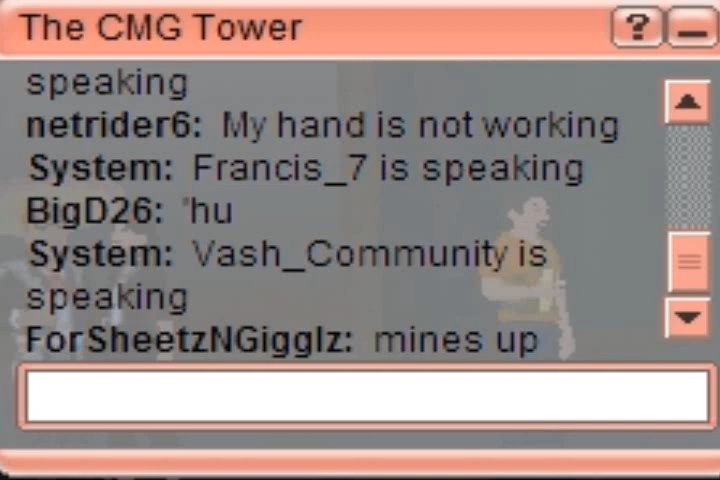 The CMG Tower
?
speaking
netrider6: My hand is not working
System: Francis_7 is speaking
BigD26: 'hu
System: Vash_Community is
speaking
ForSheetzNGigglz: mines up